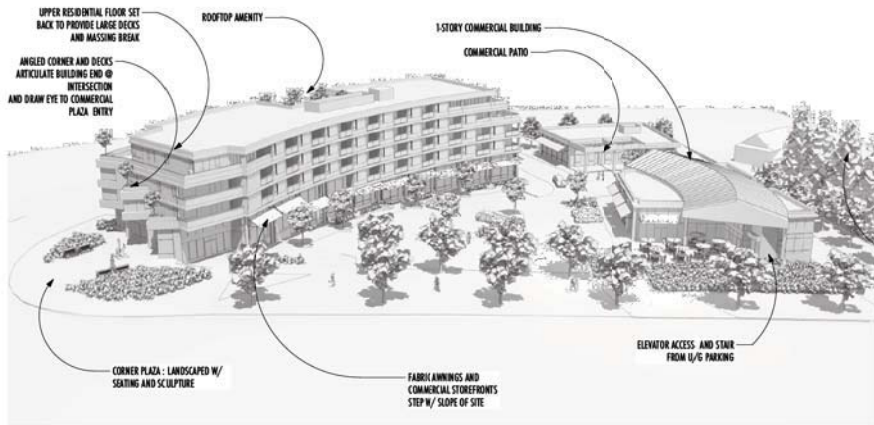 UPPER RESIDENTIAL FLOOR SET
BACK TO PROVIDE LARGE DECKS
AND MASSING BREAK
ROOFTOP AMENITY
1-STORY COMMERCIAL BUILDING
COMMERCIAL PATIO
ANGLED CORNER AND DECKS
ARTICULATE BUILDING END @
INTERSECTION
AND DRAW EYE TO COMMERCIAL
PLAZA ENTRY
ELEVATOR ACCESS AND STAIR
FROM U/G PARKING
CORNER PLAZA : LANDSCAPED W/
SEATING AND SCULPTURE
FABRIC AWNINGS AND
COMMERCIAL STOREFRONTS
STEP W/ SLOPE OF SITE